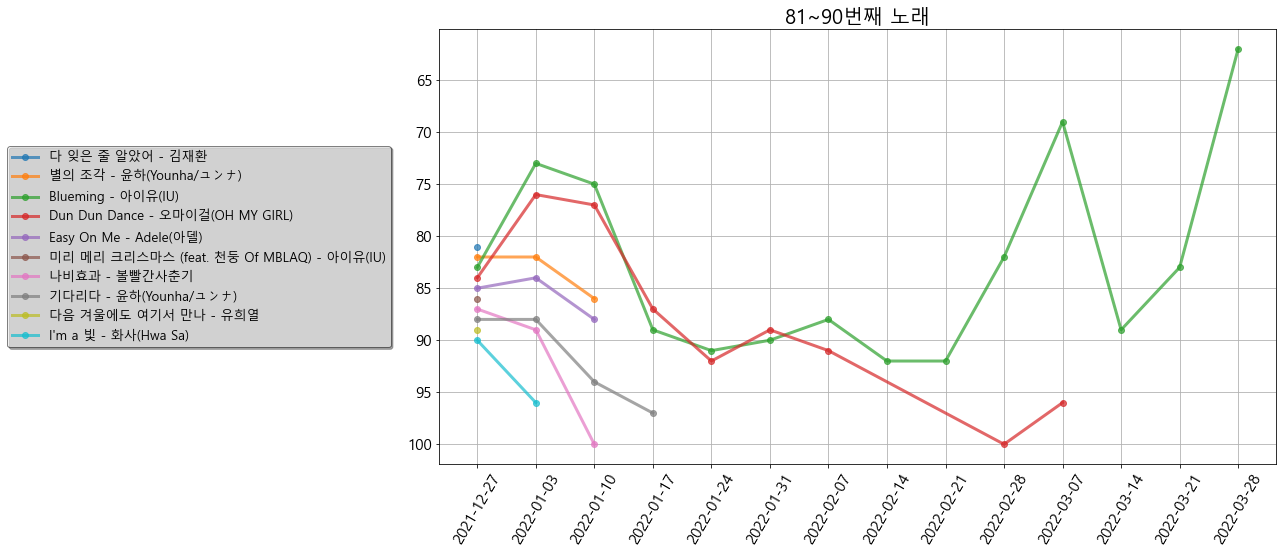 81~90번째 노래
다 잊은 줄 알았어 - 김재환
별의 조각 - 윤하(Younha/ユンナ)
Blueming - 아이유(IU)
Dun Dun Dance - 오마이걸(OH MY GIRL)
Easy On Me - Adele(아델)
미리 메리 크리스마스 (feat. 천둥 Of MBLAQ) - 아이유(IU)
나비효과 - 볼빨간사춘기
기다리다 - 윤하(Younha/ユンナ)
다음 겨울에도 여기서 만나 - 유희열
I'm a 빛 - 화사(Hwa Sa)
65
70
75
80
85
90
95
100
2021-12-27
2022-01-03
2022-01-10
2022-01-17
2022-01-24
2022-01-31
2022-02-07
2022-02-14
2022-02-21
2022-02-28
2022-03-07
2022-03-14
2022-03-21
2022-03-28